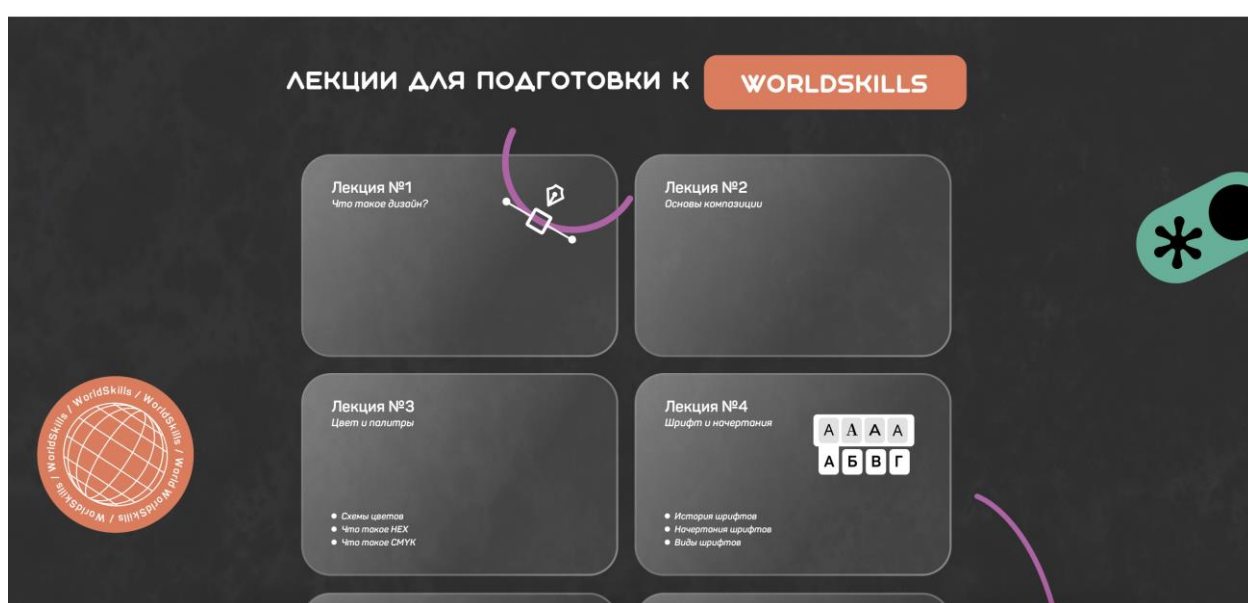 ЛЕКЦИИ ДЛЯ ПОДГОТОВКИ К WORLDSKILLS
Лекция №1
Что такое дизайн?
Лекция №2
Основы композиции
Лекция №3
Цвет и палитры
Схемы цветов
Что такое HEX
Что такое CMYK
Лекция №4
Шрифт и начертания
А А А А
А Б В Г
История шрифтов
Начертания шрифтов
Виды шрифтов
WorldSkills / WorldSkills / WorldSkills / World WorldSkills / WorldSkills /